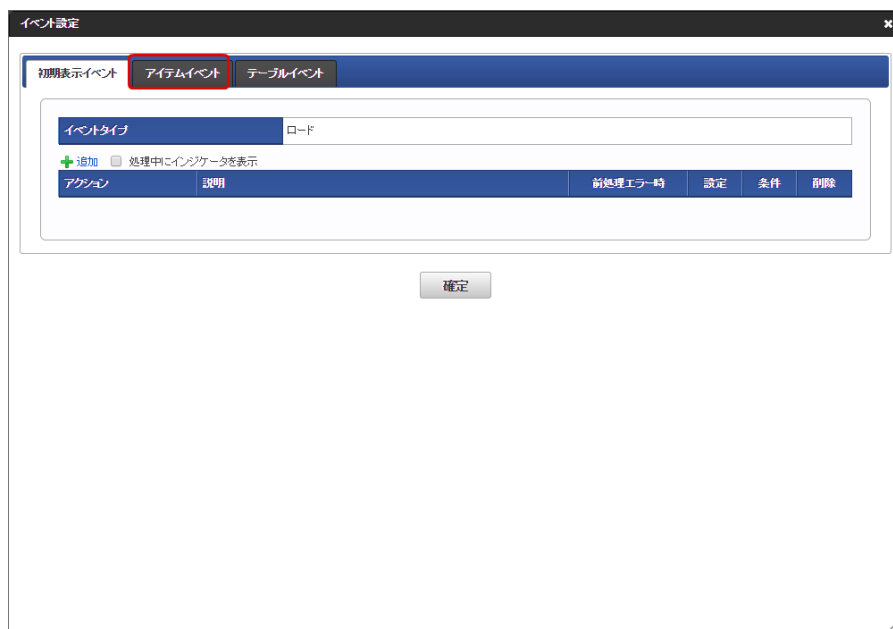 イベント設定
初期表示イベント アイテムイベント テーブルイベント
イベントタイプ ロード
追加 処理中にインジケータを表示
アクション 説明 前処理エラー時 設定 条件 削除
確定